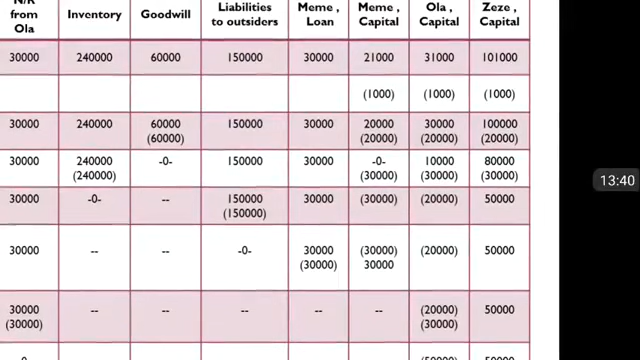 N/R from Ola Inventory Goodwill Liabilities to outsiders Meme , Loan Meme , Capital Ola , Capital Zeze , Capital
30000 240000 60000 150000 30000 21000 31000 101000
(1000) (1000) (1000)
30000 240000 60000 150000 30000 20000 30000 100000
(60000) (20000) (20000) (20000)
30000 240000 -0- 150000 30000 -0- 10000 80000
(240000) (30000) (30000) (30000)
30000 -0- -- 150000 30000 (30000) (20000) 50000
(150000)
30000 -- -- -0- 30000 (30000) (20000) 50000
(30000) 30000
30000 -- -- -- -- -- (20000) 50000
(30000) (30000)
13:40